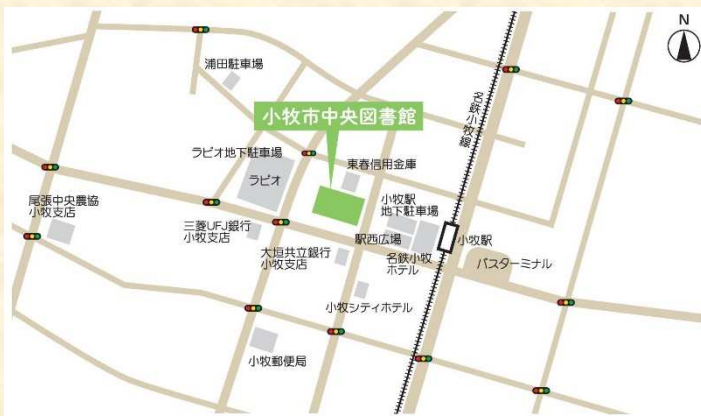 N
浦田駐車場
名鉄小牧線
小牧市中央図書館
ラピオ地下駐車場
ラピオ
東春信用金庫
尾張中央農協
小牧支店
小牧駅
地下駐車場
三菱UFJ銀行
小牧支店
駅西広場
小牧駅
大垣共立銀行
小牧支店
名鉄小牧
ホテル
バスターミナル
小牧シティホテル
小牧郵便局